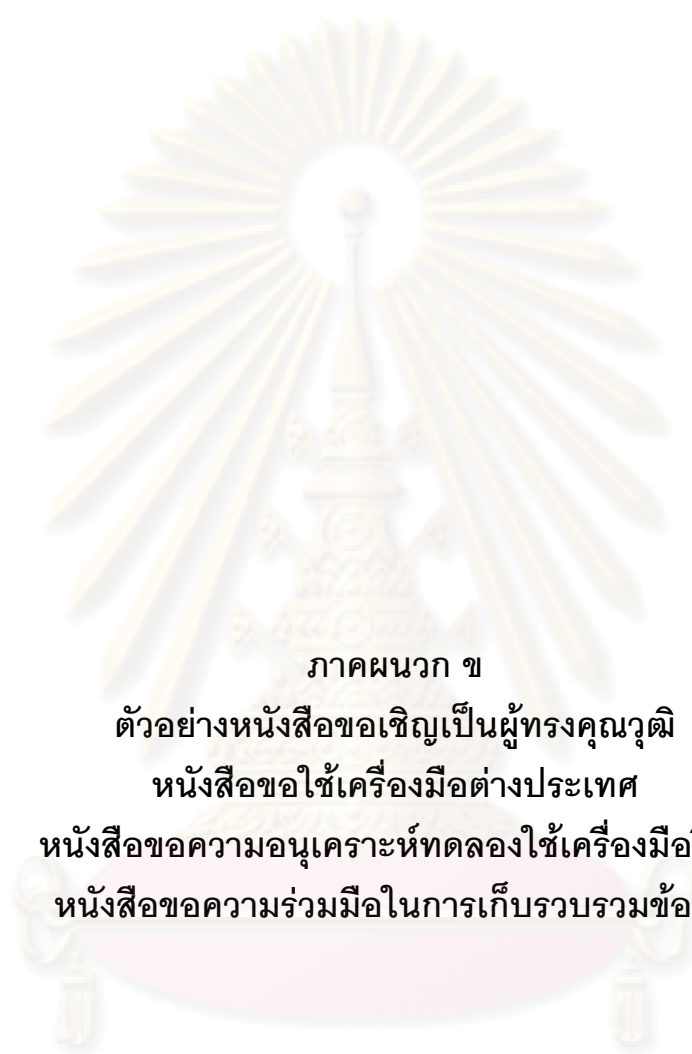 ภาคผนวก ข
ตัวอย่างหนังสือขอเชิญเป็นผู้ทรงคุณวุฒิ
หนังสือขอใช้เครื่องมือต่างประเทศ
หนังสือขอความอนุเคราะห์ทดลองใช้เครื่องมือ
หนังสือขอความร่วมมือในการเก็บรวบรวมข้อ